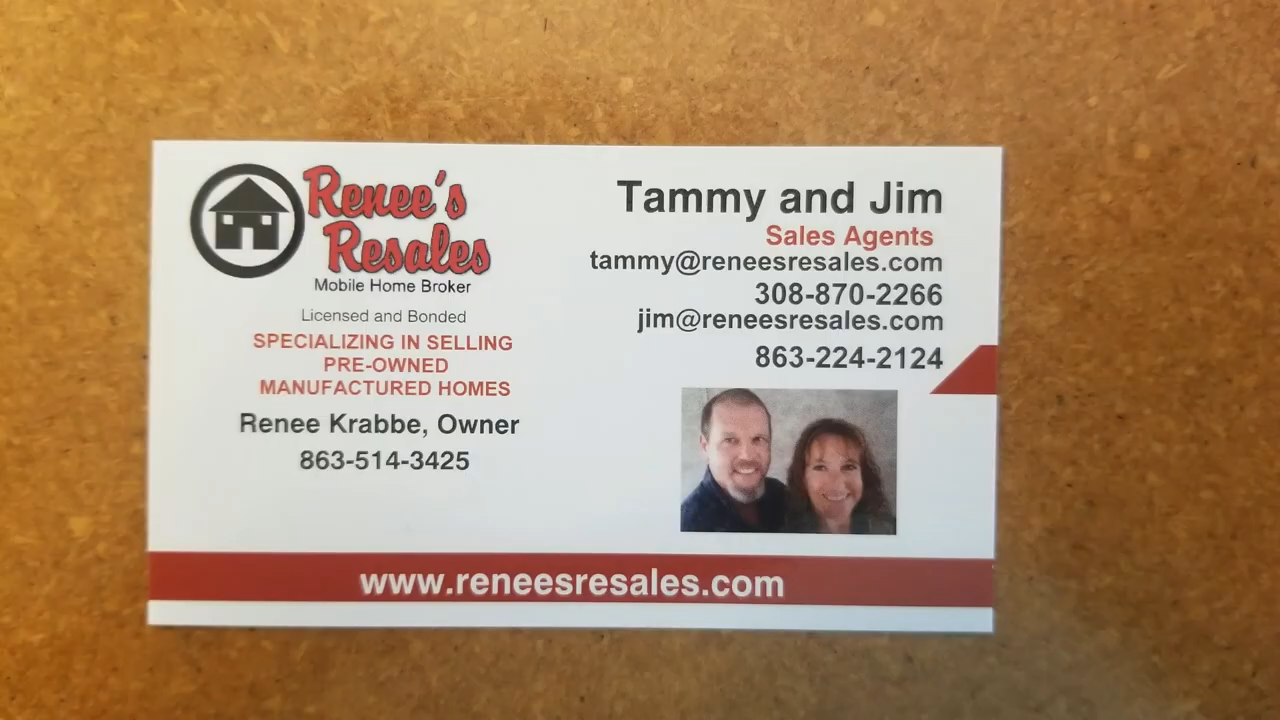 Renee's
Resales
Mobile Home Broker
Licensed and Bonded
SPECIALIZING IN SELLING
PRE-OWNED
MANUFACTURED HOMES
Renee Krabbe, Owner
863-514-3425
Tammy and Jim
Sales Agents
tammy@reneesresales.com
308-870-2266
jim@reneesresales.com
863-224-2124
www.reneesresales.com